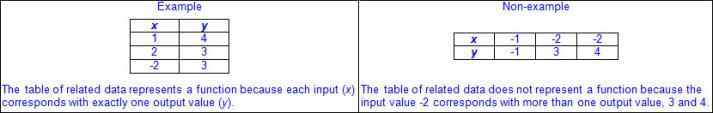 Example
x y
1 4
2 3
-2 3
The table of related data represents a function because each input (x)
corresponds with exactly one output value (y).
Non-example
x -1 -2 -2
y -1 3 4
The table of related data does not represent a function because the
input value -2 corresponds with more than one output value, 3 and 4.